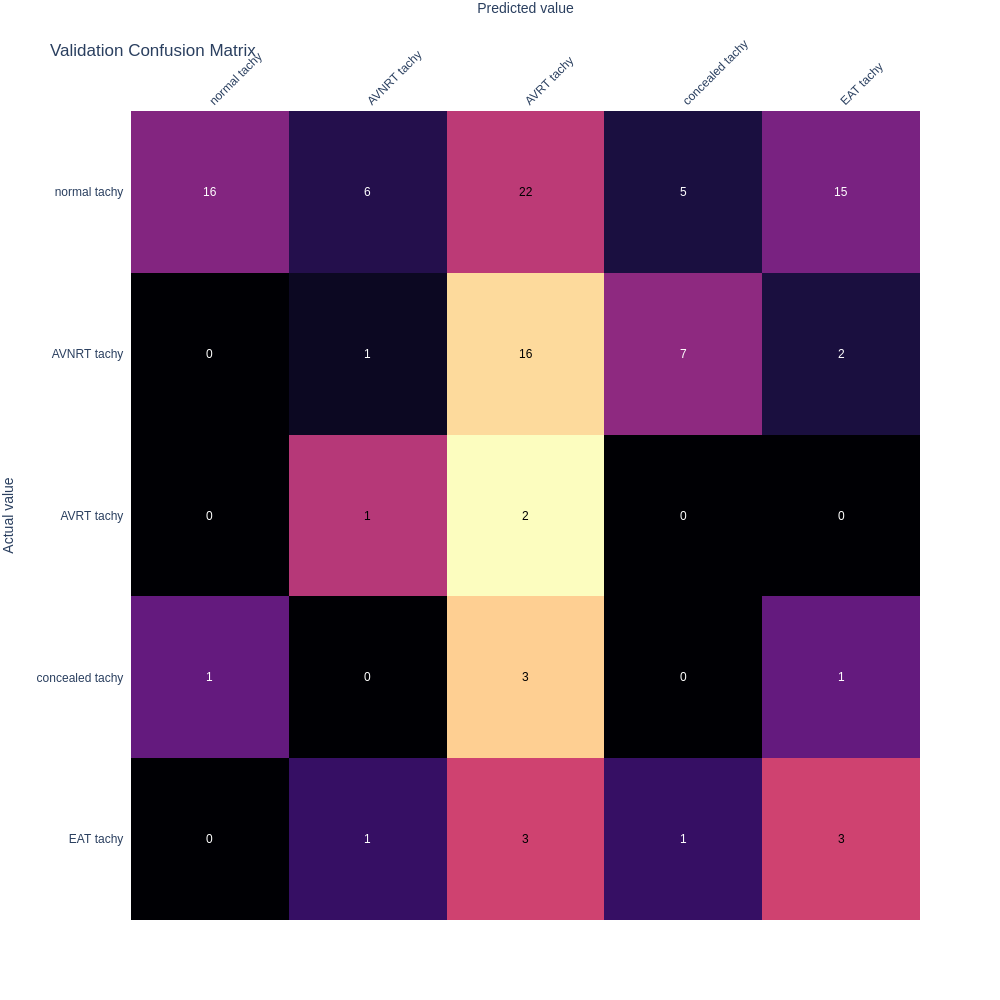 Predicted value
Validation Confusion Matrix
normal tachy AVNRT tachy AVRT tachy concealed tachy EAT tachy
normal tachy 16 6 22 5 15
AVNRT tachy 0 1 16 7 2
AVRT tachy 0 1 2 0 0
concealed tachy 1 0 3 0 1
EAT tachy 0 1 3 1 3
Actual value